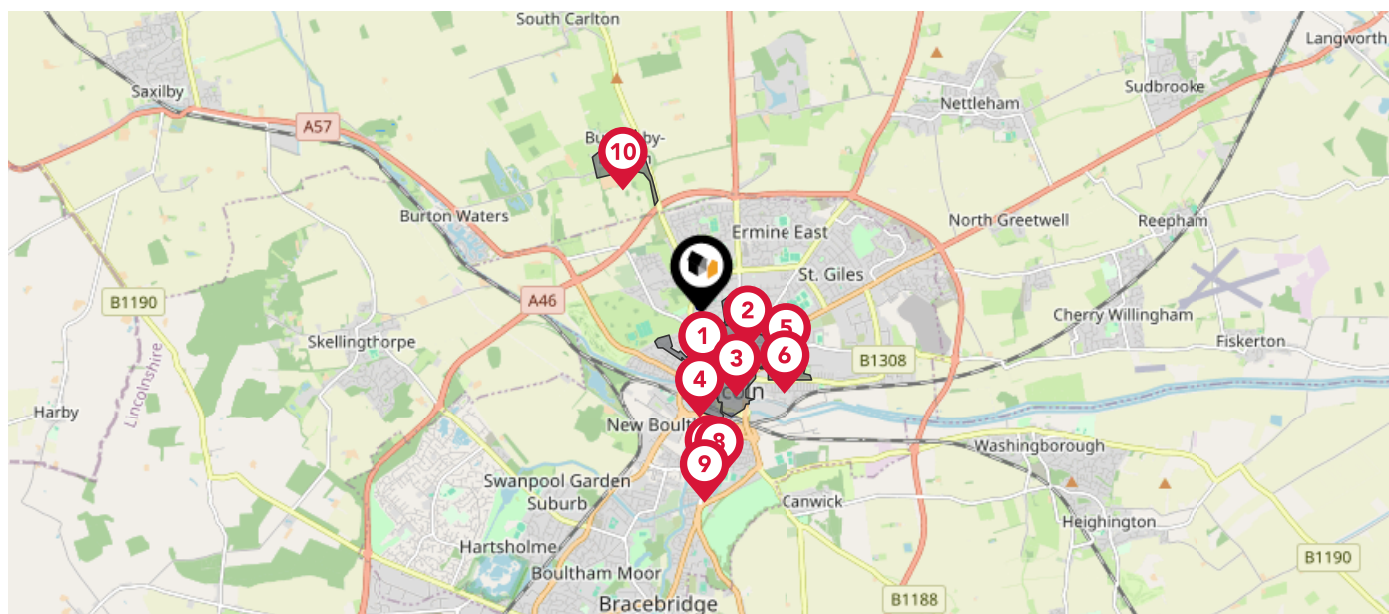 South Carlton
Langworth
Saxilby
Sudbrooke
Nettleham
A57
10
Burton Waters
North Greetwell
Reepham
Ermine East
St. Giles
B1190
A46
2
Cherry Willingham
5
1
Skellingthorpe
Fiskerton
3
6
B1308
4
Lincolnshire
Harby
New
8
Washingborough
9
Swanpool Garden
Suburb
Canwick
Heighington
Hartsholme
B1190
Boultham Moor
B1188
Bracebridge